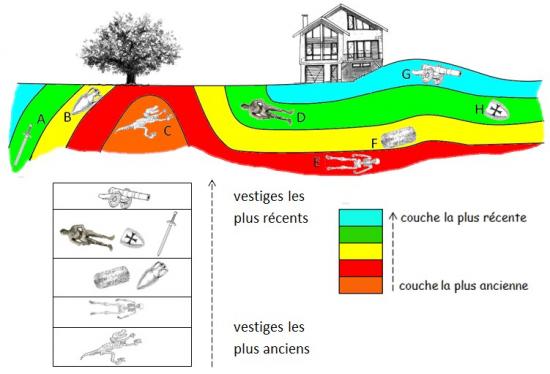 G
A
B
C
D
H
F
E
vestiges les
plus récents
vestiges les
plus anciens
couche la plus récente
couche la plus ancienne